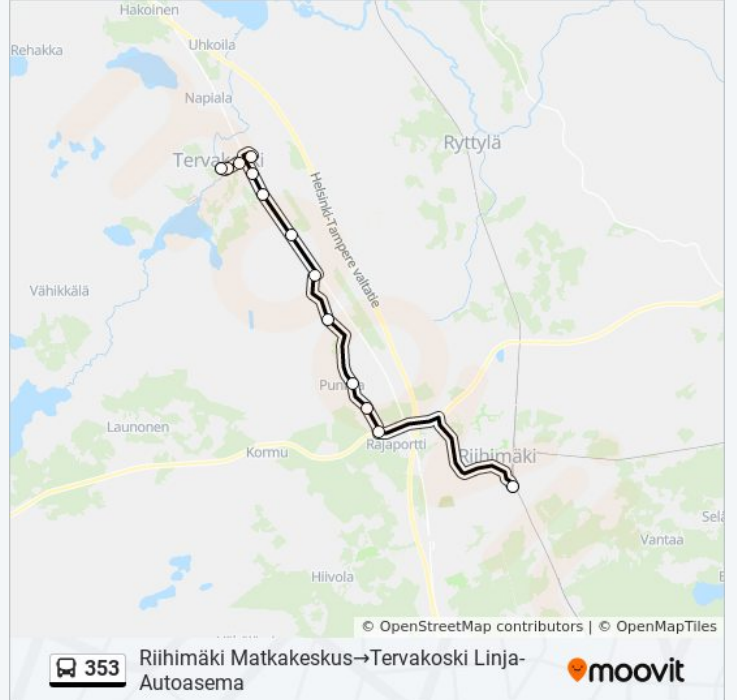 Hakoinen
Uhkoila
Rehakka
Napiala
Ryttylä
Helsinki-Tampere valtatie
Vähikkälä
Launonen
Rajaportti
Kormu
Riihimäki
Vantaa
Hiivola
© OpenStreetMap contributors | © OpenMapTiles
353
Riihimäki Matkakeskus→Tervakoski Linja-
Autoasema
moovit